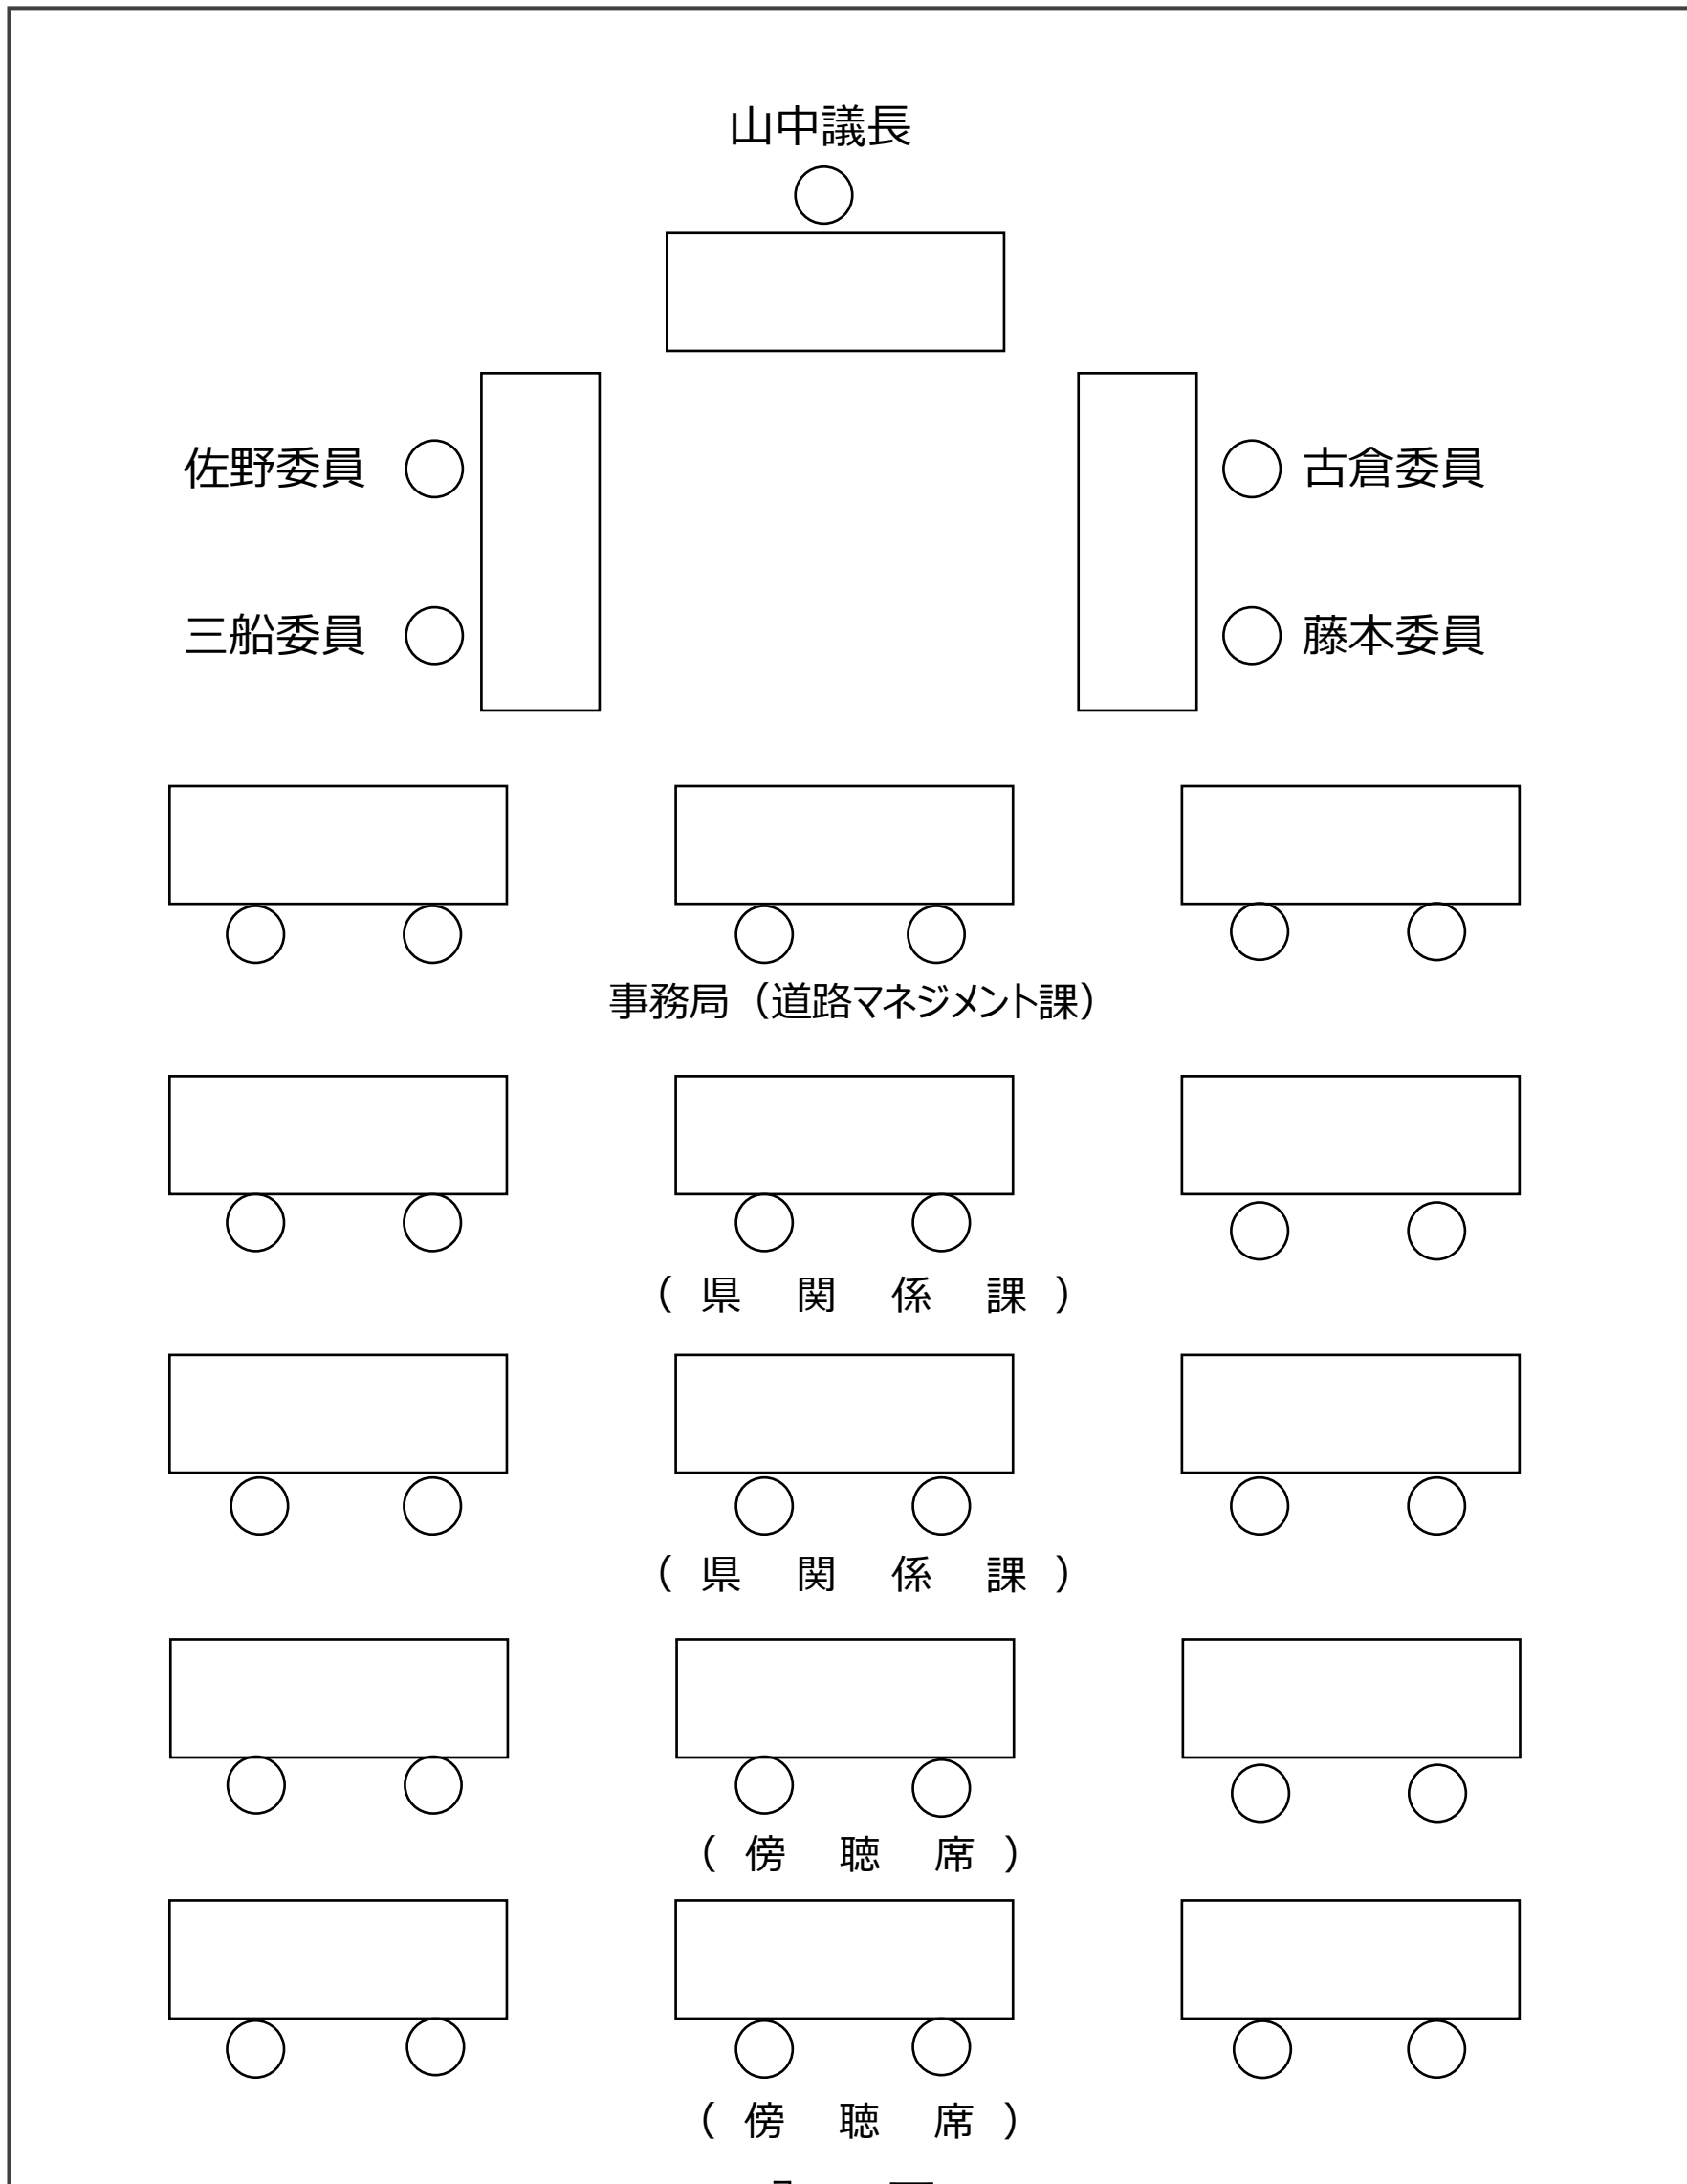 山中議長
佐野委員
古倉委員
三船委員
藤本委員
事務局（道路マネジメント課）
（県関係課）
（県関係課）
（傍聴席）
（傍聴席）